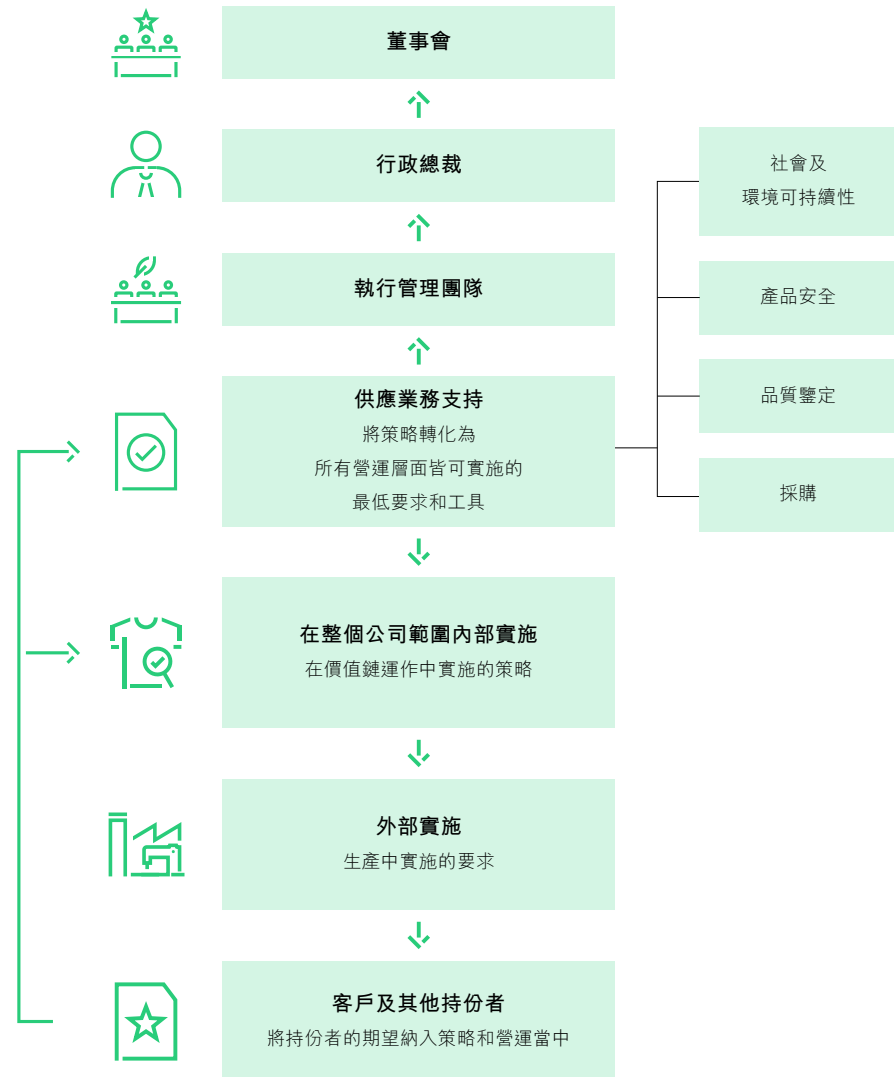 董事會
行政總裁
執行管理團隊
供應業務支持
將策略轉化為
所有營運層面皆可實施的
最低要求和工具
社會及
環境可持續性
產品安全
品質鑒定
採購
在整個公司範圍內部實施
在價值鏈運作中實施的策略
外部實施
生產中實施的要求
客戶及其他持份者
將持份者的期望納入策略和營運當中